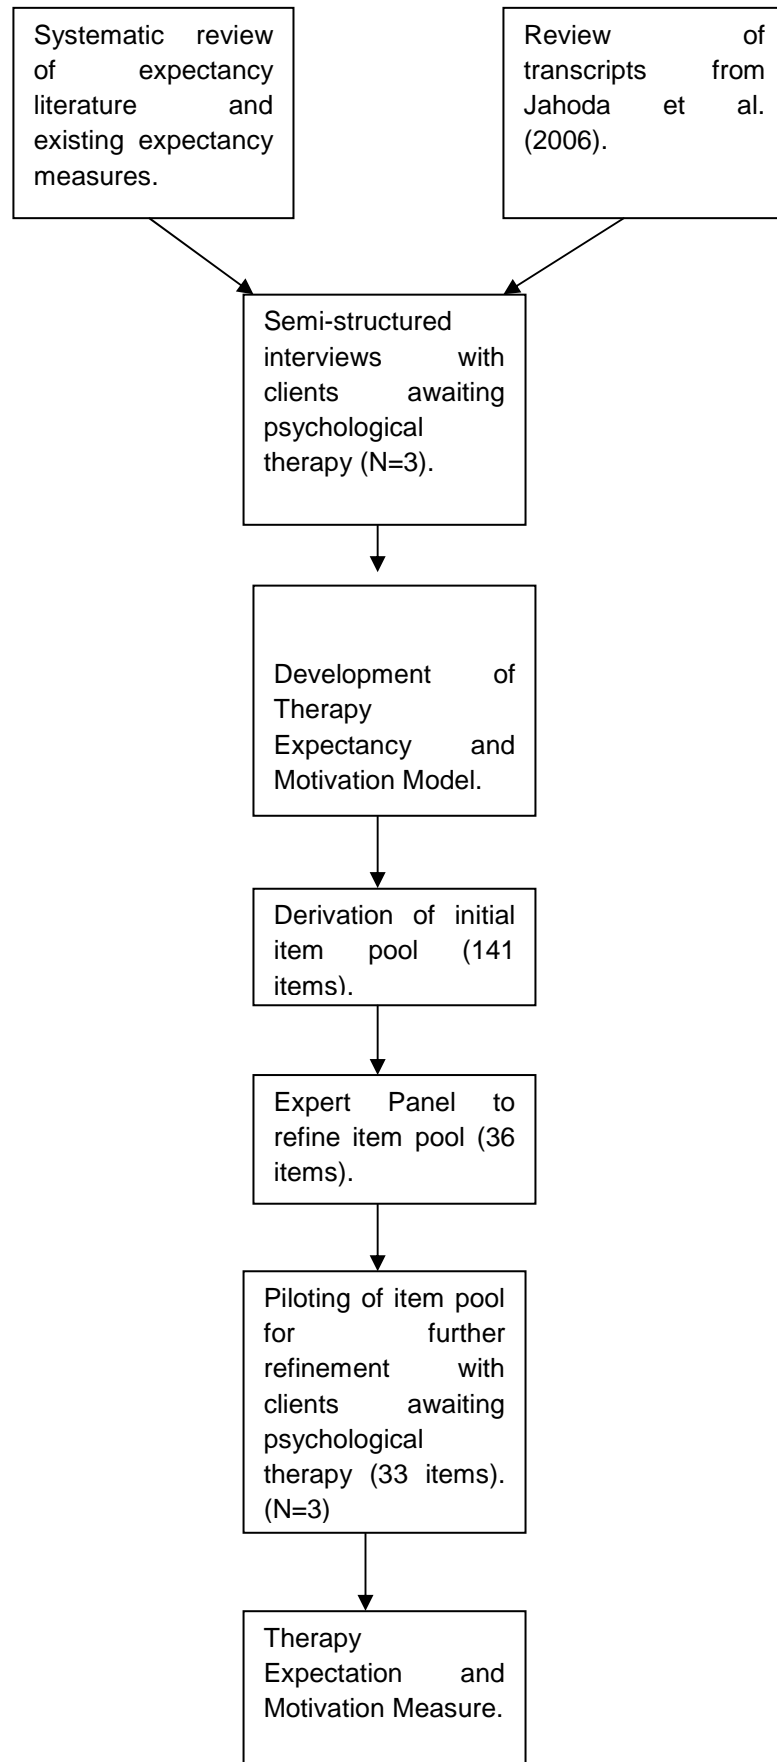 Systematic review
of expectancy
literature and
existing expectancy
measures.
Review of
transcripts from
Jahoda et al.
(2006).
Semi-structured
interviews with
clients awaiting
psychological
therapy (N=3).
Development of
Therapy
Expectancy and
Motivation Model.
Derivation of initial
item pool (141
items).
Expert Panel to
refine item pool (36
items).
Piloting of item pool
for further
refinement with
clients awaiting
psychological
therapy (33 items).
(N=3)
Therapy
Expectation and
Motivation Measure.